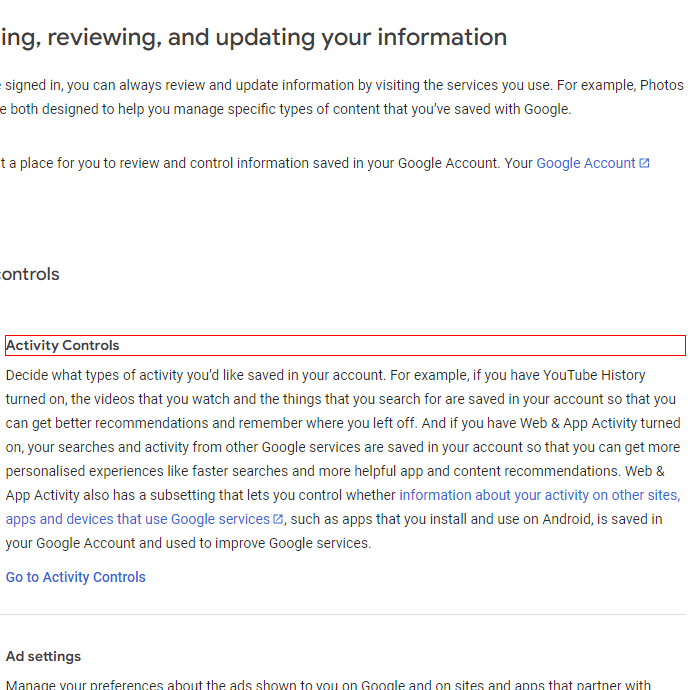 ing, reviewing, and updating your information
signed in, you can always review and update information by visiting the services you use. For example, Photos
e both designed to help you manage specific types of content that you’ve saved with Google.
t a place for you to review and control information saved in your Google Account. Your Google Account
controls
Activity Controls
Decide what types of activity you’d like saved in your account. For example, if you have YouTube History
turned on, the videos that you watch and the things that you search for are saved in your account so that you
can get better recommendations and remember where you left off. And if you have Web & App Activity turned
on, your searches and activity from other Google services are saved in your account so that you can get more
personalised experiences like faster searches and more helpful app and content recommendations. Web &
App Activity also has a subsetting that lets you control whether information about your activity on other sites,
apps and devices that use Google services, such as apps that you install and use on Android, is saved in
your Google Account and used to improve Google services.
Go to Activity Controls
Ad settings
Manage your preferences about the ads shown to you on Google and on sites and apps that partner with